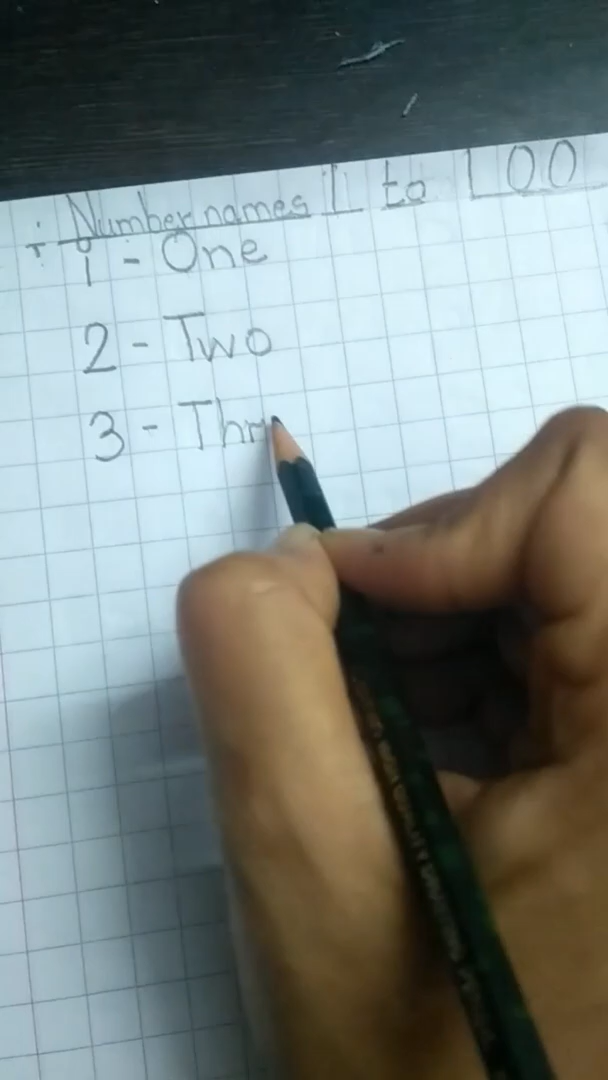 Number names 1 to 100
1 - One
2 - Two
3 - Thr